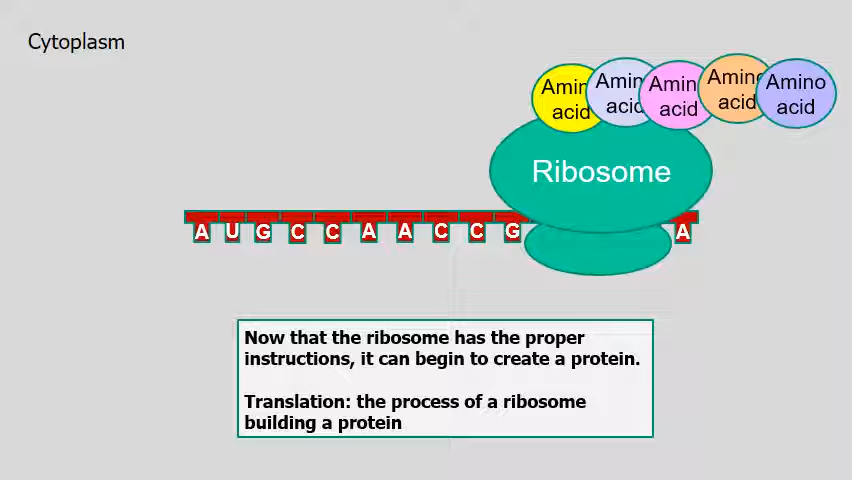 Cytoplasm
Amino acid
Amino acid
Amino acid
Amino acid
Amino acid
Ribosome
A U G C C A A C C G A
Now that the ribosome has the proper
instructions, it can begin to create a protein.
Translation: the process of a ribosome
building a protein